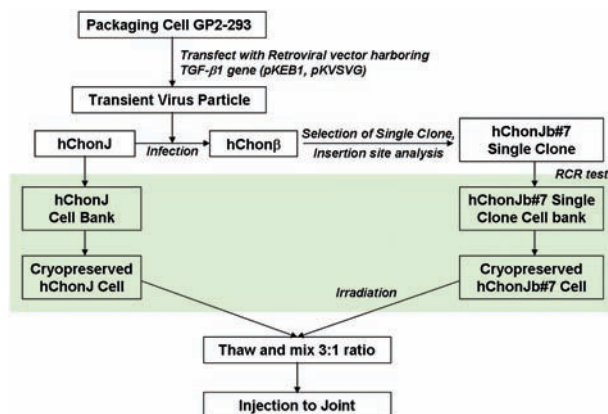 Packaging Cell GP2-293
Transfect with Retroviral vector harboring
TGF-β1 gene (pKEB1, pKVSVG)
Transient Virus Particle
hChonJ
Infection
hChonβ
Selection of Single Clone,
Insertion site analysis
hChonJb#7
Single Clone
RCR test
hChonJ
Cell Bank
hChonJb#7 Single
Clone Cell bank
Cryopreserved
hChonJ Cell
Cryopreserved
hChonJb#7 Cell
Irradiation
Thaw and mix 3:1 ratio
Injection to Joint